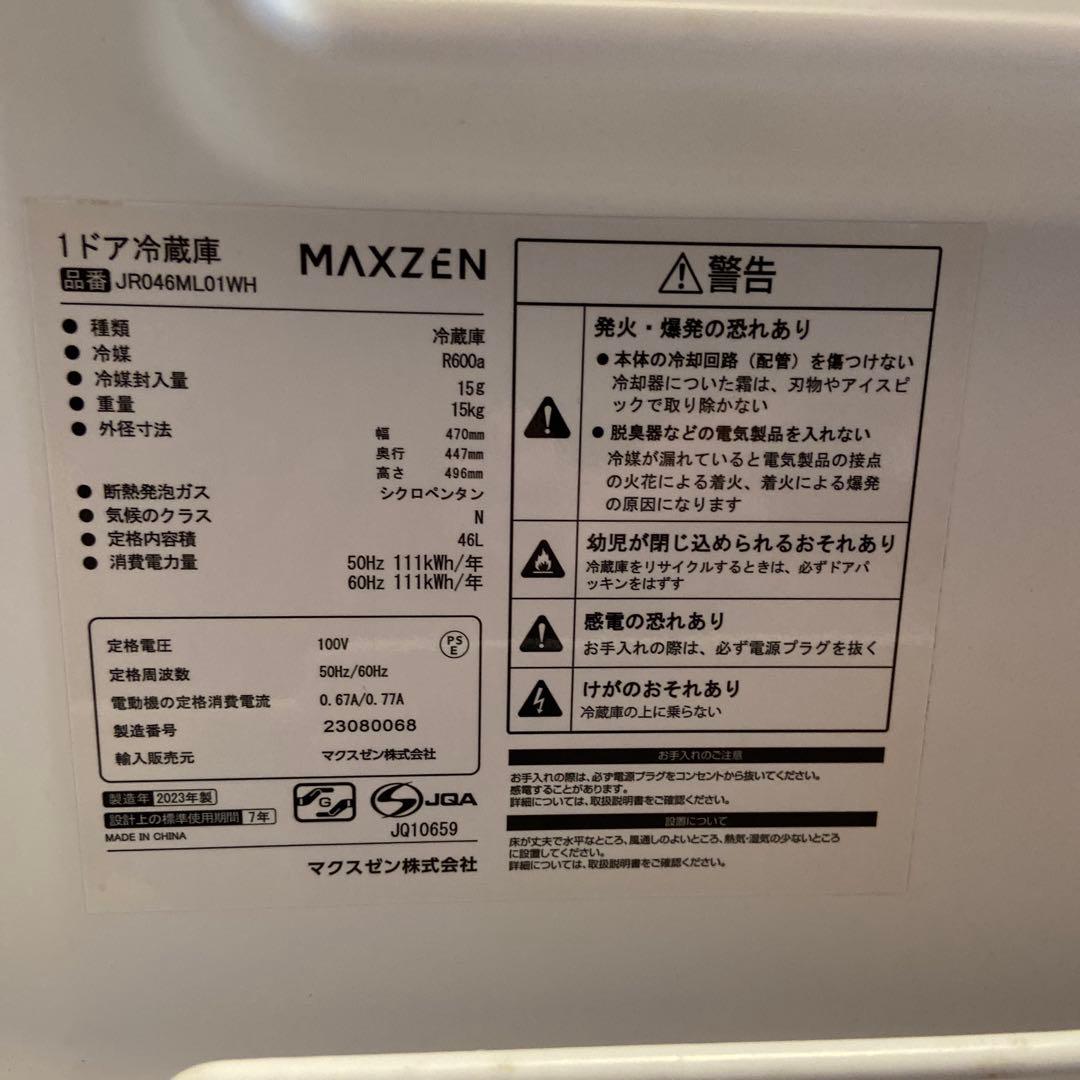 1ドア冷蔵庫
品番 JR046ML01WH
MAXZEN
● 種類 冷蔵庫
● 冷媒 R600a
● 冷媒封入量 15g
● 重量 15kg
● 外径寸法 幅 470mm
奥行 447mm
高さ 496mm
● 断熱発泡ガス シクロペンタン
● 気候のクラス N
● 定格内容積 46L
● 消費電力量 50Hz 111kWh/年
60Hz 111kWh/年
定格電圧 100V
PSE
定格周波数 50Hz/60Hz
電動機の定格消費電流 0.67A/0.77A
製造番号 23080068
輸入販売元 マクスゼン株式会社
製造年 2023年製
設計上の標準使用期間 7年
MADE IN CHINA
G
JQA
JQ10659
マクスゼン株式会社
警告
発火・爆発の恐れあり
●本体の冷却回路（配管）を傷つけない
冷却器についた霜は、刃物やアイスピ
ックで取り除かない
●脱臭器などの電気製品を入れない
冷媒が漏れていると電気製品の接点
の火花による着火、着火による爆発
の原因になります
幼児が閉じ込められるおそれあり
冷蔵庫をリサイクルするときは、必ずドアパ
ッキンをはずす
感電の恐れあり
お手入れの際は、必ず電源プラグを抜く
けがのおそれあり
冷蔵庫の上に乗らない
お手入れのご注意
お手入れの際は、必ず電源プラグをコンセントから抜いてください。
感電することがあります。
詳細については、取扱説明書をご確認ください。
設置について
床が丈夫で水平なところ、風通しのよいところ、熱気・湿気の少ないところ
に設置してください。
詳細については、取扱説明書をご確認ください。